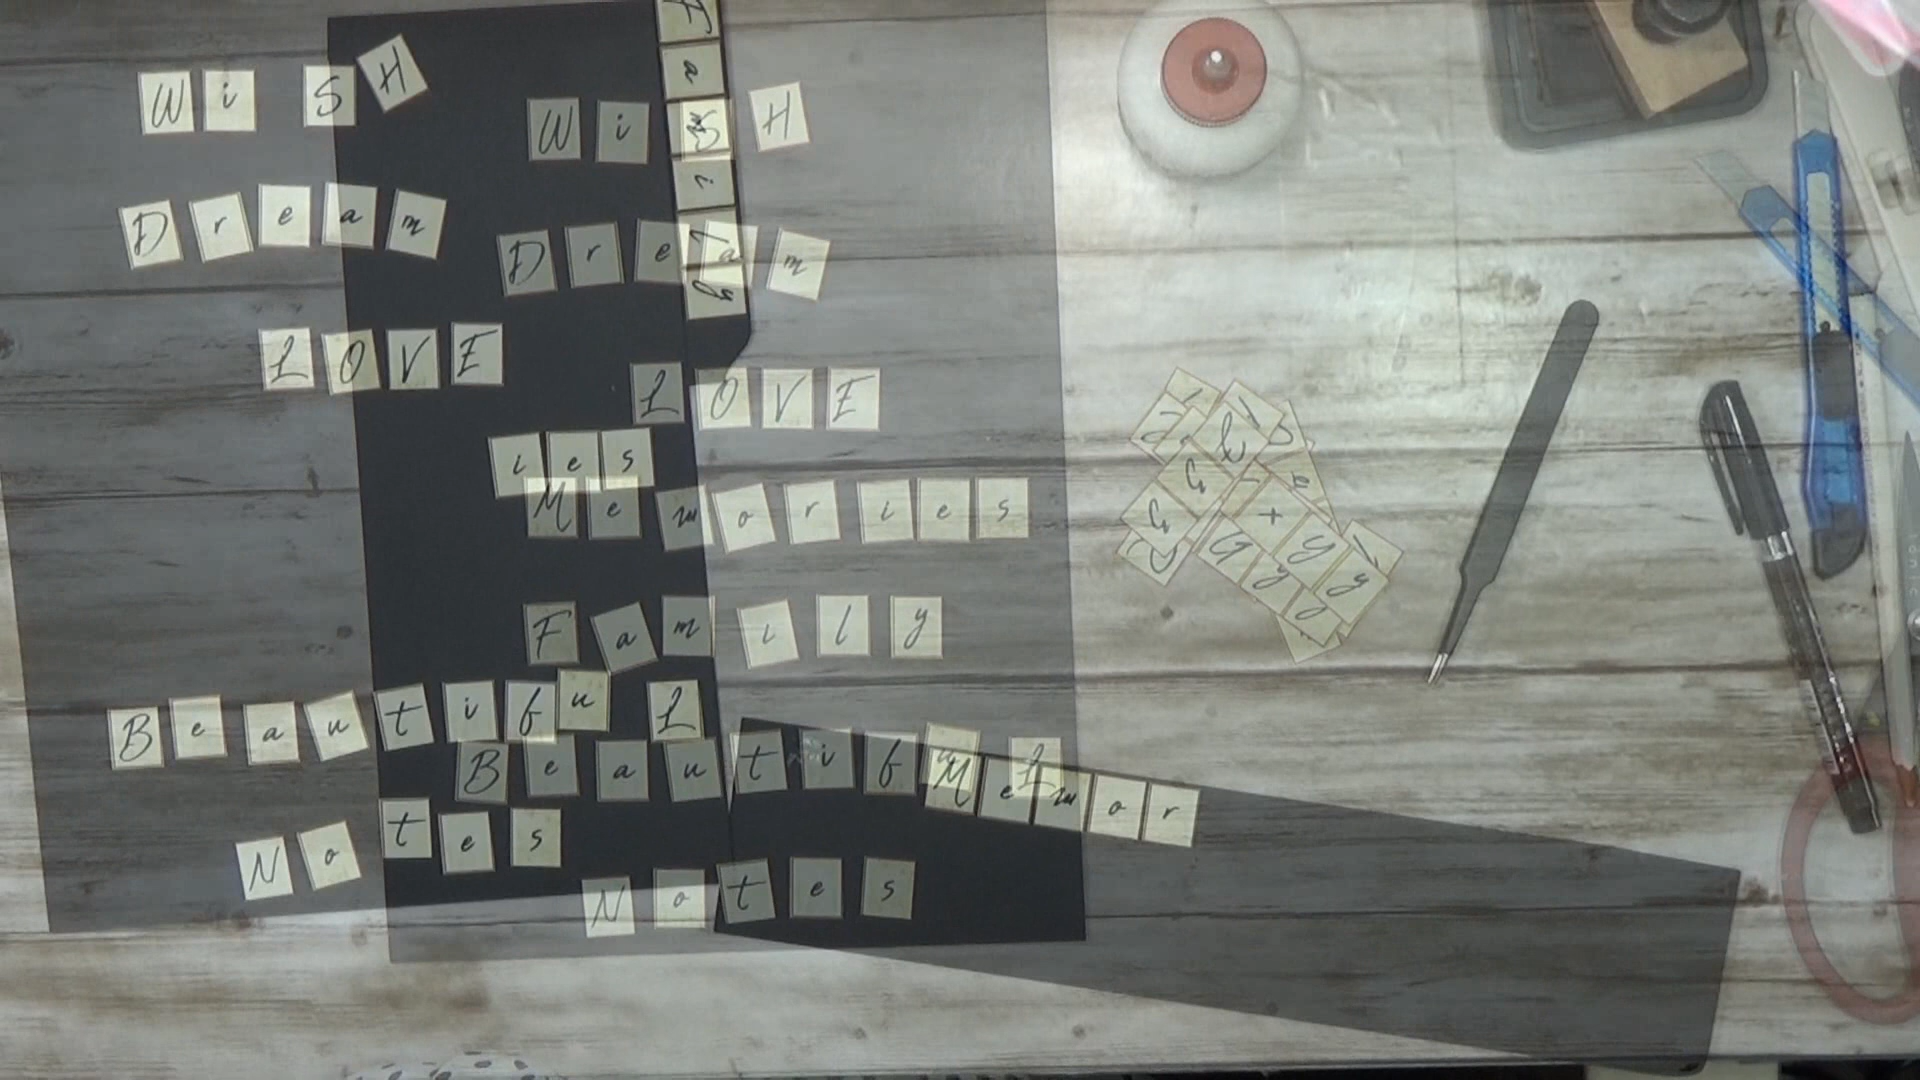 F
a
m
i
l
y
WiSH
WiSH
Dream
Dream
LOVE
LOVE
ies
Memories
Family
BeautifuL
BeautifuL
Memor
Notes
Notes